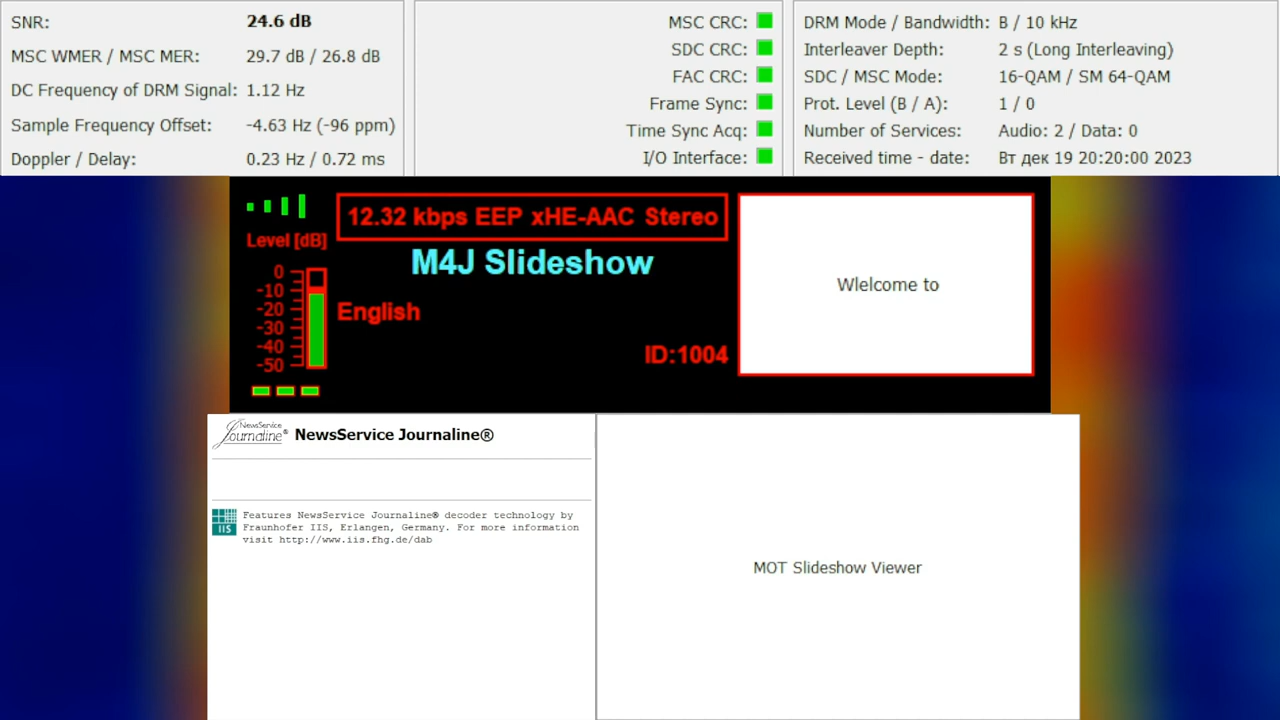 SNR: 24.6 dB
MSC WMER / MSC MER: 29.7 dB / 26.8 dB
DC Frequency of DRM Signal: 1.12 Hz
Sample Frequency Offset: -4.63 Hz (-96 ppm)
Doppler / Delay: 0.23 Hz / 0.72 ms
MSC CRC:
SDC CRC:
FAC CRC:
Frame Sync:
Time Sync Acq:
I/O Interface:
DRM Mode / Bandwidth: B / 10 kHz
Interleaver Depth: 2 s (Long Interleaving)
SDC / MSC Mode: 16-QAM / SM 64-QAM
Prot. Level (B / A): 1 / 0
Number of Services: Audio: 2 / Data: 0
Received time - date: Вт дек 19 20:20:00 2023
12.32 kbps EEP xHE-AAC Stereo
Level [dB]
M4J Slideshow
0
-10
-20
-30
-40
-50
English
ID:1004
Wlelcome to
NewsService
Journaline® NewsService Journaline®
IIS
Features NewsService Journaline® decoder technology by
Fraunhofer IIS, Erlangen, Germany. For more information
visit http://www.iis.fhg.de/dab
MOT Slideshow Viewer